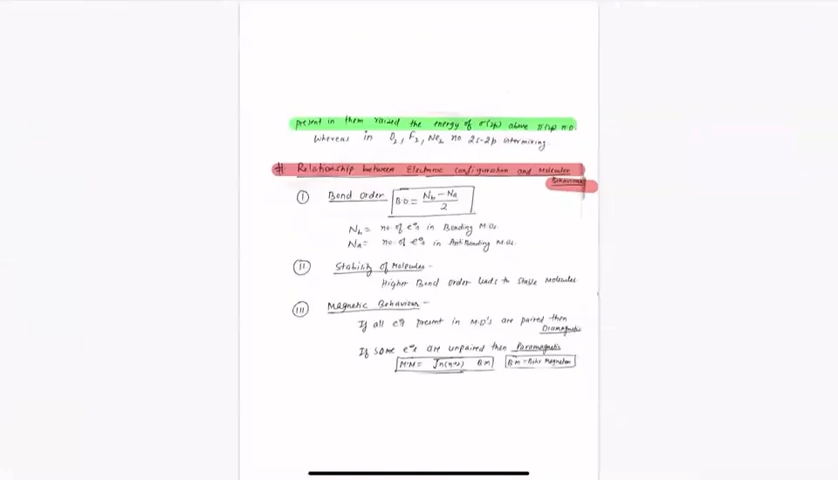 present in them raised the energy of σ(2p) above π(2p) M.O.
Whereas in O₂, F₂, Ne₂ no 2s-2p intermixing.
# Relationship between Electronic configuration and Molecular
Behaviour
(I) Bond Order BO = (Nb - Na)/2
Nb = no of e⁻s in Bonding M.Os.
NA = no. of e⁻s in AntiBonding M.Os.
(II) Stability of Molecules -
Higher Bond order leads to stable Molecules
(III) Magnetic Behaviour -
If all e⁻s present in M.O's are paired then
Diamagnetic
If some e⁻s are unpaired then Paramagnetic
M.M = √n(n+2) B.M B.M = Bohr Magneton